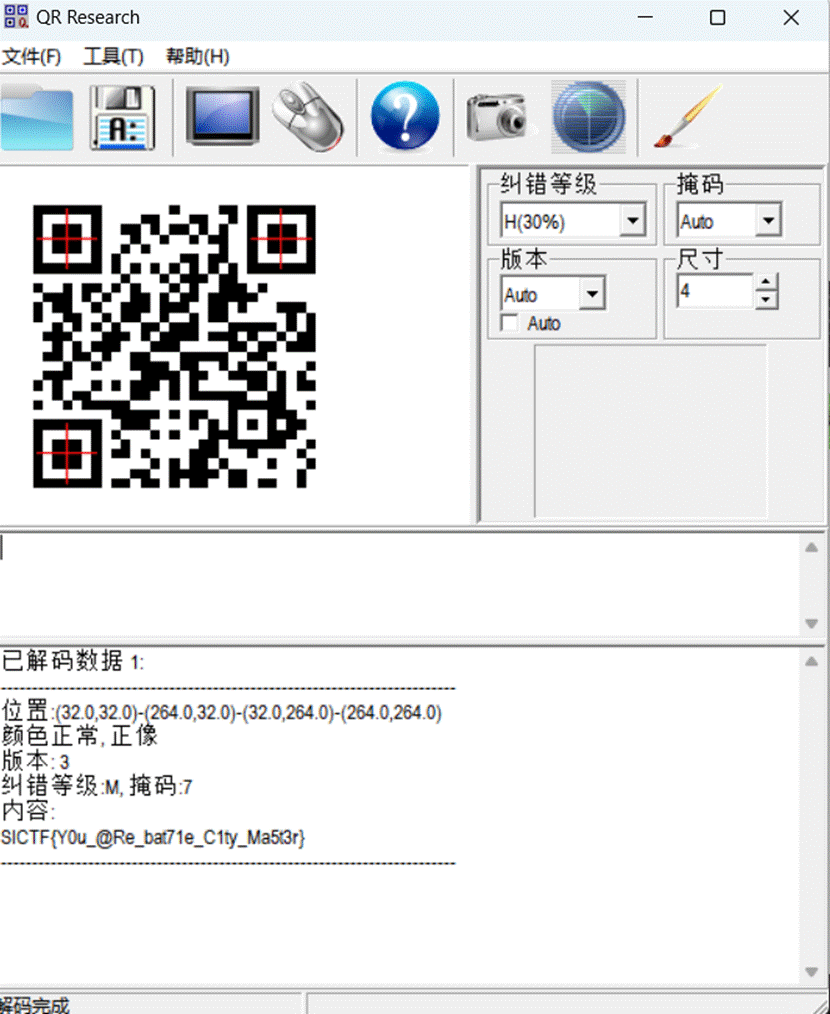 QR Research
文件(F) 工具(T) 帮助(H)
A:
纠错等级 掩码
H(30%) Auto
版本 尺寸
Auto 4
Auto
已解码数据 1:
位置:(32.0,32.0)-(264.0,32.0)-(32.0,264.0)-(264.0,264.0)
颜色正常, 正像
版本: 3
纠错等级:M, 掩码:7
内容:
SICTF{Y0u_@Re_bat71e_C1ty_Ma5t3r}
解码完成